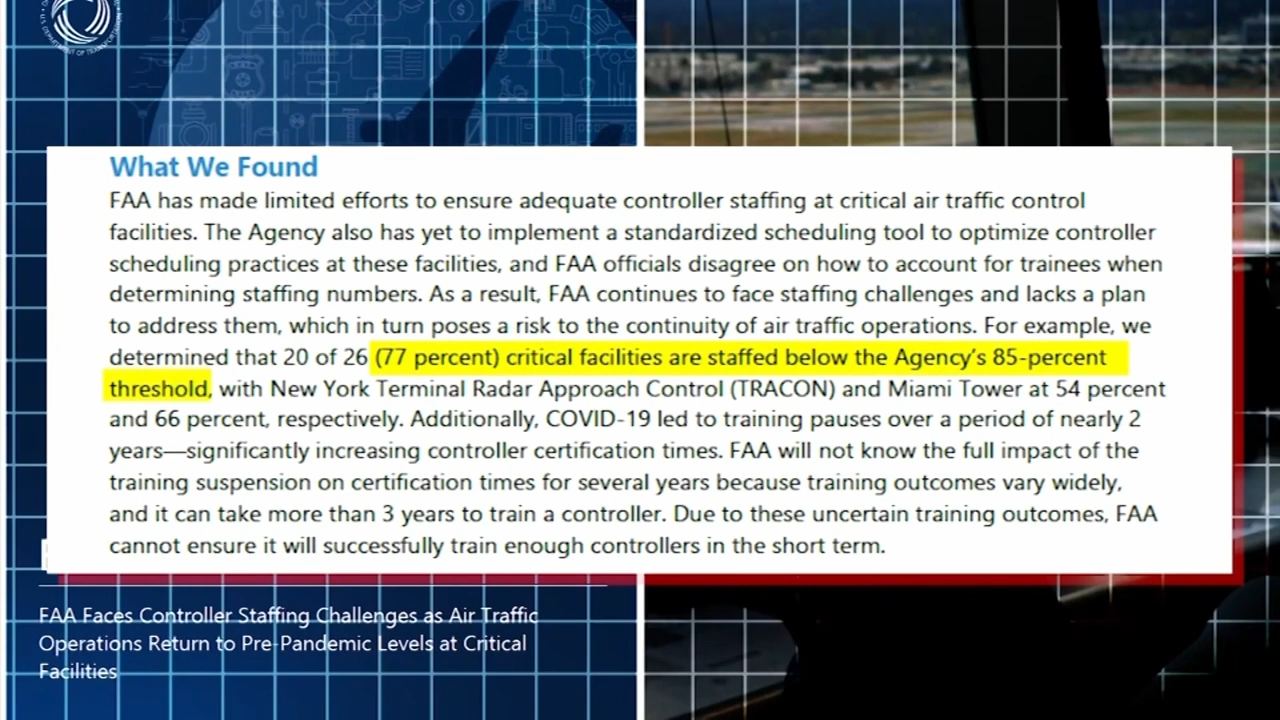 DEPARTMENT OF TRANSPORTATION
What We Found
FAA has made limited efforts to ensure adequate controller staffing at critical air traffic control
facilities. The Agency also has yet to implement a standardized scheduling tool to optimize controller
scheduling practices at these facilities, and FAA officials disagree on how to account for trainees when
determining staffing numbers. As a result, FAA continues to face staffing challenges and lacks a plan
to address them, which in turn poses a risk to the continuity of air traffic operations. For example, we
determined that 20 of 26 (77 percent) critical facilities are staffed below the Agency’s 85-percent
threshold, with New York Terminal Radar Approach Control (TRACON) and Miami Tower at 54 percent
and 66 percent, respectively. Additionally, COVID-19 led to training pauses over a period of nearly 2
years—significantly increasing controller certification times. FAA will not know the full impact of the
training suspension on certification times for several years because training outcomes vary widely,
and it can take more than 3 years to train a controller. Due to these uncertain training outcomes, FAA
cannot ensure it will successfully train enough controllers in the short term.
FAA Faces Controller Staffing Challenges as Air Traffic
Operations Return to Pre-Pandemic Levels at Critical
Facilities